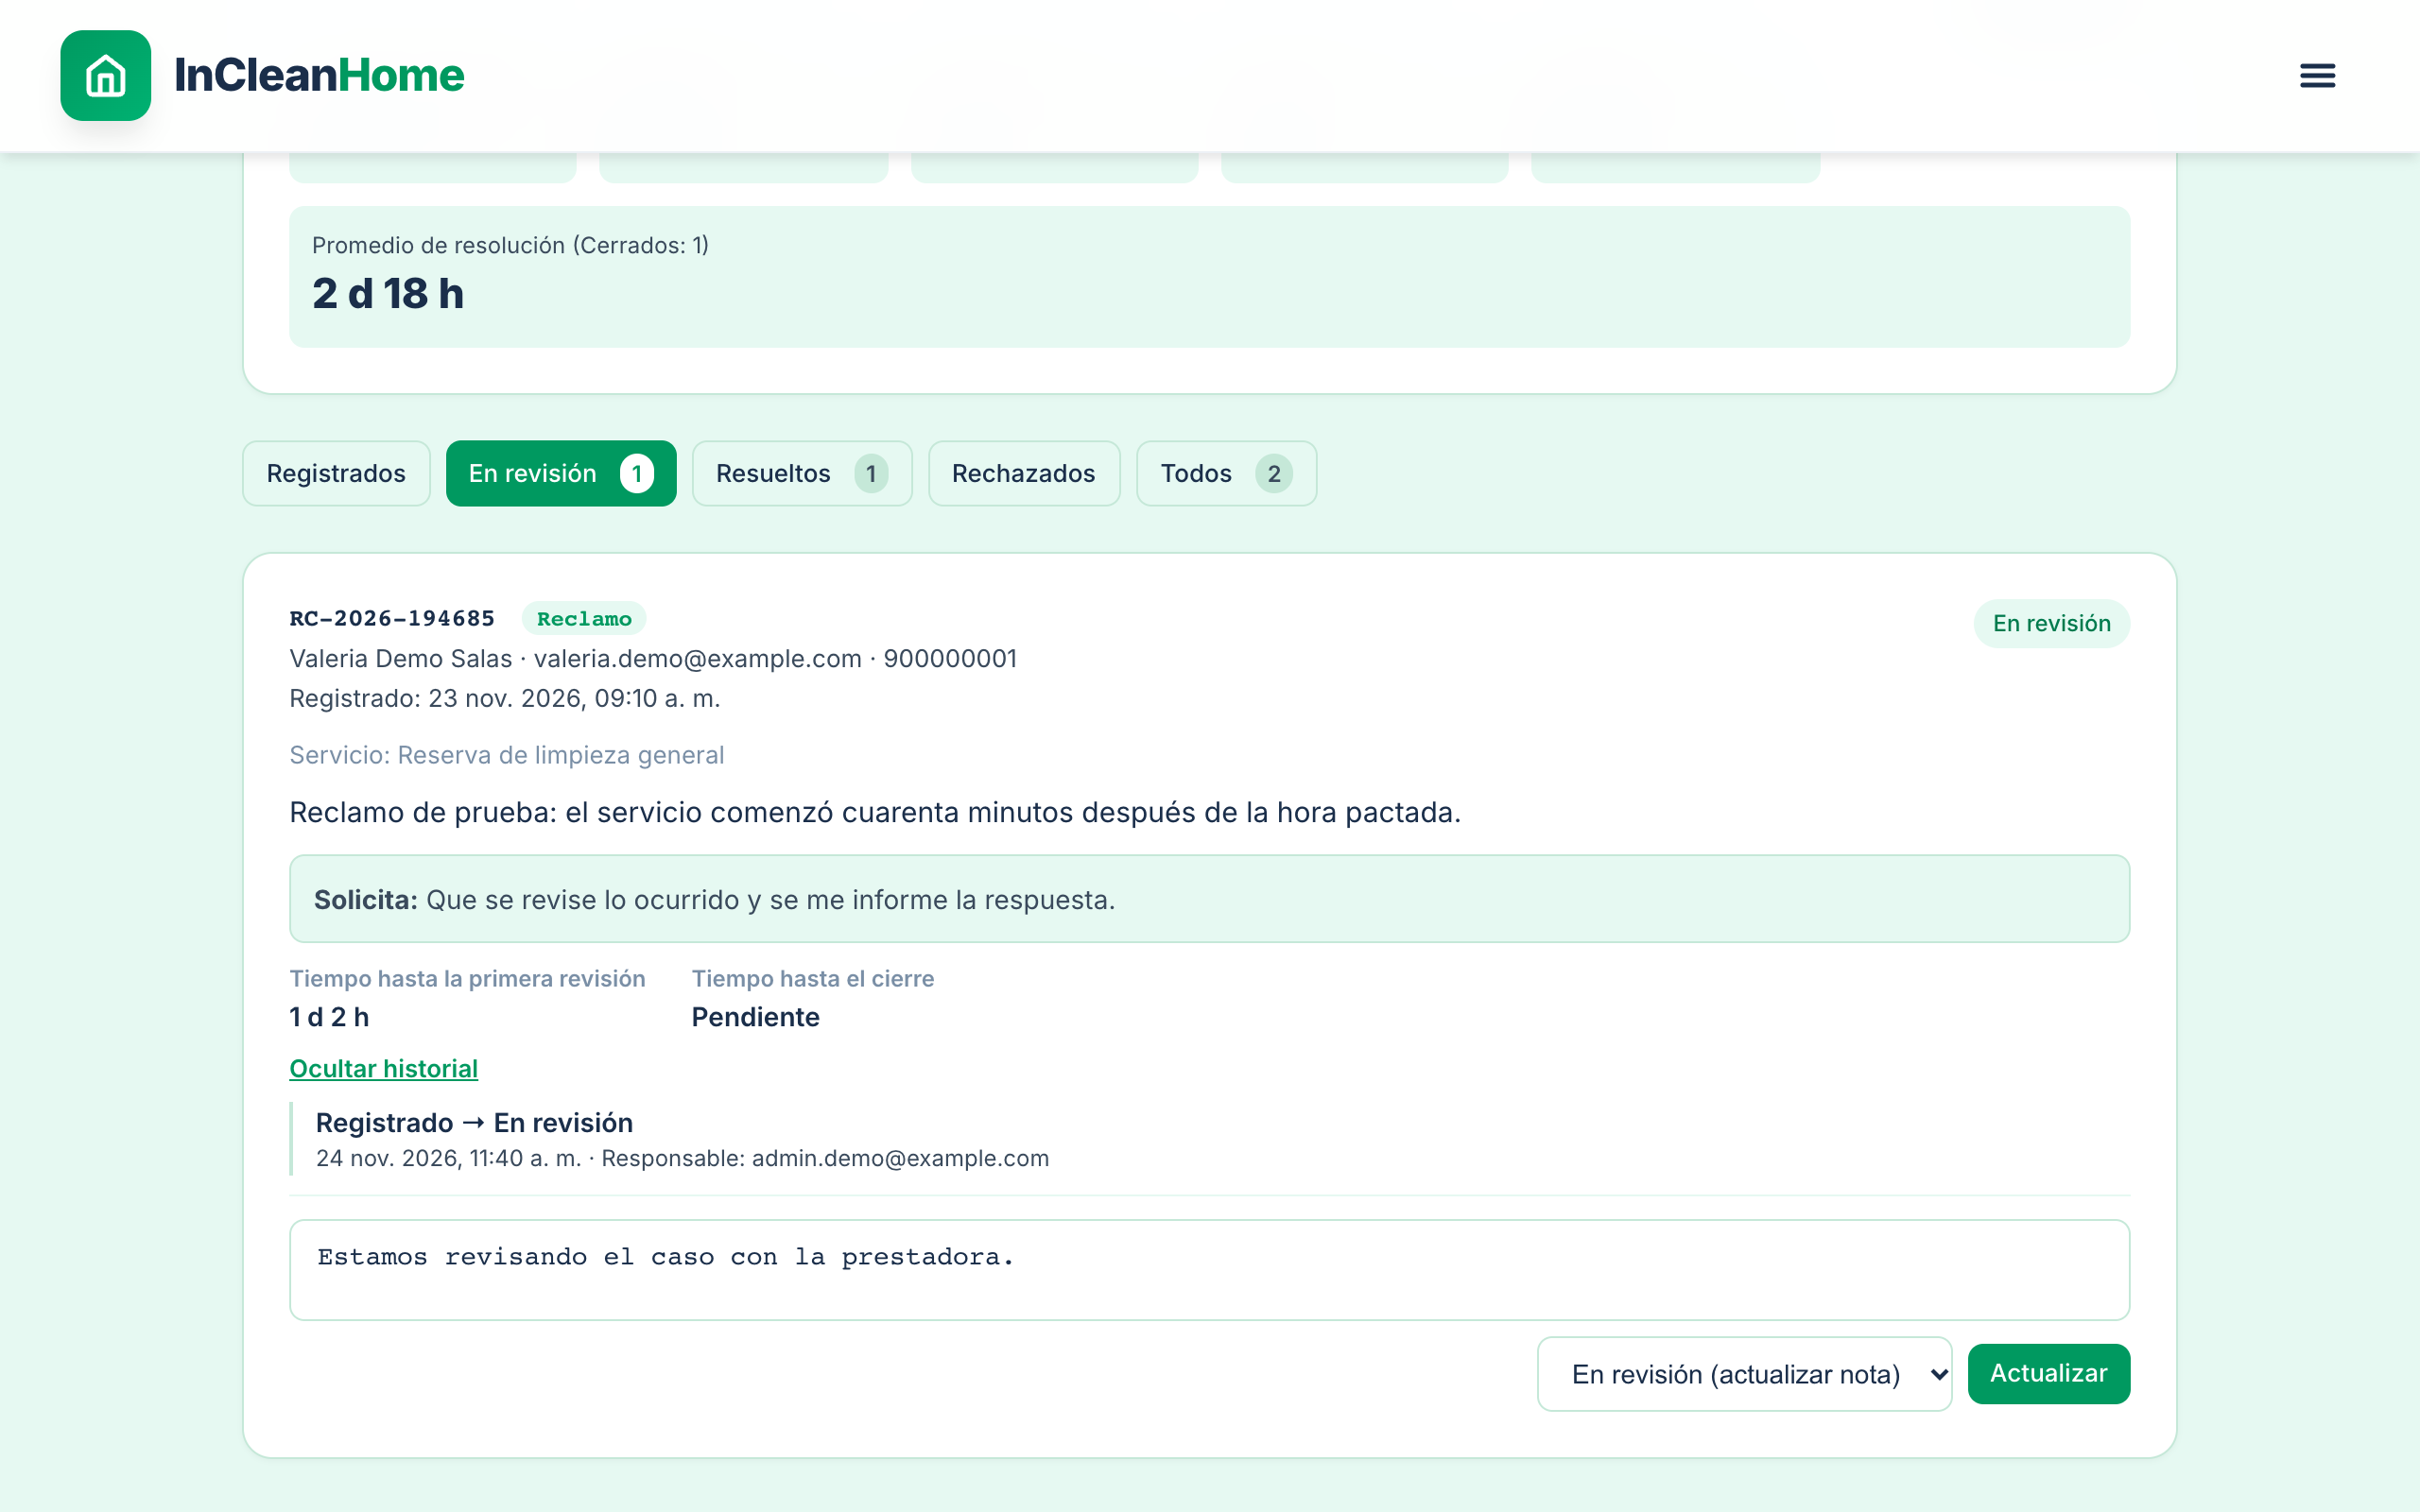 InCleanHome
Promedio de resolución (Cerrados: 1)
2 d 18 h
Registrados
En revisión 1
Resueltos 1
Rechazados
Todos 2
RC-2026-194685 Reclamo
En revisión
Valeria Demo Salas · valeria.demo@example.com · 900000001
Registrado: 23 nov. 2026, 09:10 a. m.
Servicio: Reserva de limpieza general
Reclamo de prueba: el servicio comenzó cuarenta minutos después de la hora pactada.
Solicita: Que se revise lo ocurrido y se me informe la respuesta.
Tiempo hasta la primera revisión
1 d 2 h
Tiempo hasta el cierre
Pendiente
Ocultar historial
Registrado → En revisión
24 nov. 2026, 11:40 a. m. · Responsable: admin.demo@example.com
Estamos revisando el caso con la prestadora.
En revisión (actualizar nota)
Actualizar